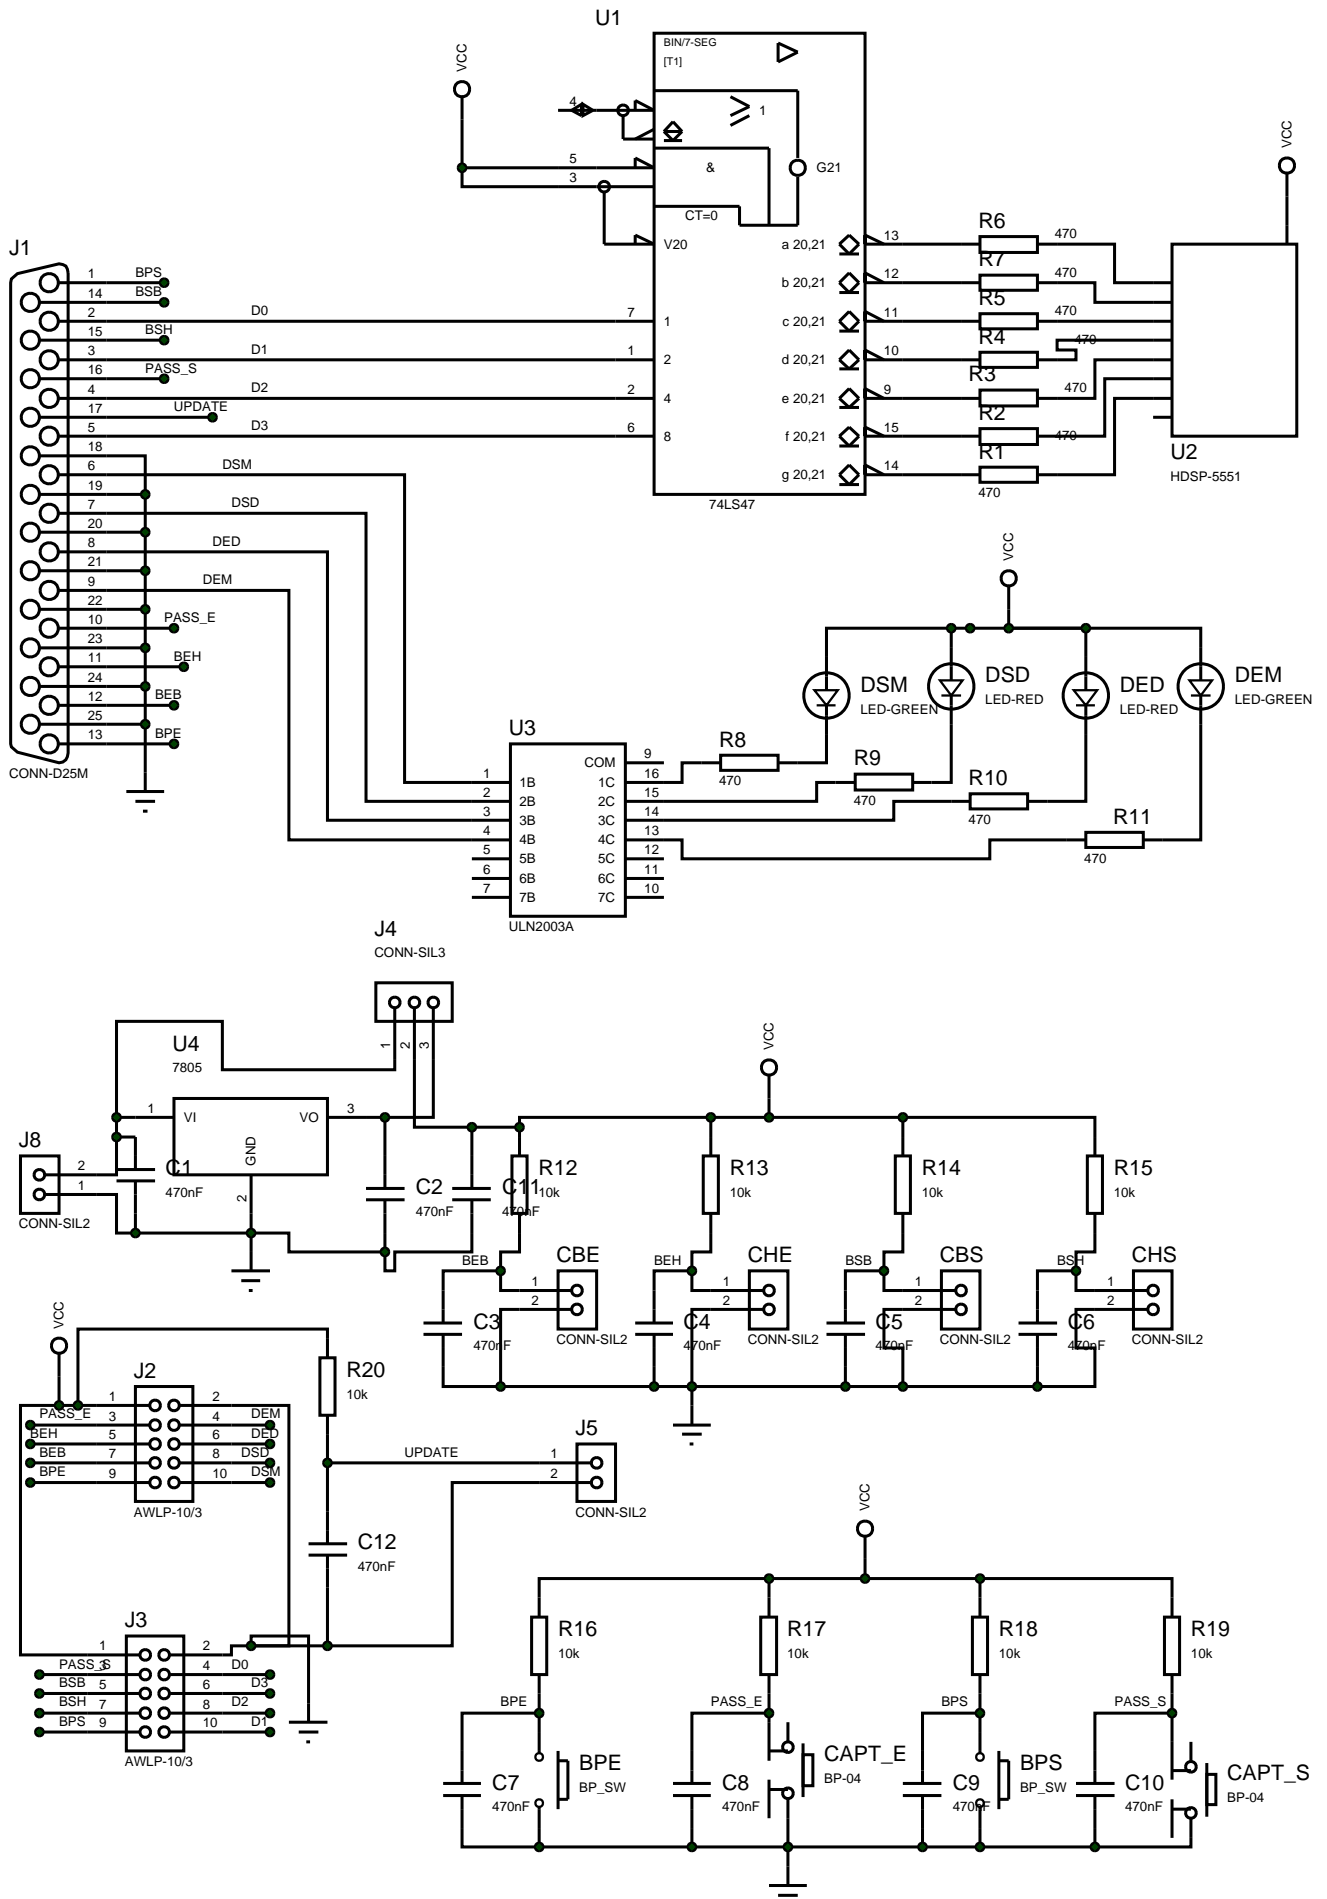 U1
BIN/7-SEG
[T1]
VCC
4
1
5
&
G21
3
CT=0
VCC
V20
a 20,21
13
R6
470
b 20,21
12
R7
470
c 20,21
11
R5
470
d 20,21
10
R4
470
e 20,21
9
R3
470
f 20,21
15
R2
470
g 20,21
14
R1
470
7
1
1
2
2
4
6
8
74LS47
U2
HDSP-5551
J1
1
BPS
14
BSB
2
D0
15
BSH
3
D1
16
PASS_S
4
D2
17
UPDATE
5
D3
18
6
DSM
19
7
DSD
20
8
DED
21
9
DEM
22
10
PASS_E
23
11
BEH
24
12
BEB
25
13
BPE
CONN-D25M
VCC
DSM
LED-GREEN
DSD
LED-RED
DED
LED-RED
DEM
LED-GREEN
U3
COM
9
1
1B
1C
16
2
2B
2C
15
3
3B
3C
14
4
4B
4C
13
5
5B
5C
12
6
6B
6C
11
7
7B
7C
10
ULN2003A
R8
470
R9
470
R10
470
R11
470
J4
CONN-SIL3
1
2
3
U4
7805
1
VI
VO
3
GND
2
J8
2
1
CONN-SIL2
C1
470nF
C2
470nF
C11
470nF
VCC
R12
10k
R13
10k
R14
10k
R15
10k
BEB
CBE
1
2
CONN-SIL2
C3
470nF
BEH
CHE
1
2
CONN-SIL2
C4
470nF
BSB
CBS
1
2
CONN-SIL2
C5
470nF
BSH
CHS
1
2
CONN-SIL2
C6
470nF
VCC
J2
1
2
PASS_E
3
4
DEM
BEH
5
6
DED
BEB
7
8
DSD
BPE
9
10
DSM
AWLP-10/3
R20
10k
UPDATE
J5
1
2
CONN-SIL2
C12
470nF
J3
1
2
PASS_S
3
4
D0
BSB
5
6
D3
BSH
7
8
D2
BPS
9
10
D1
AWLP-10/3
VCC
R16
10k
R17
10k
R18
10k
R19
10k
BPE
PASS_E
BPS
PASS_S
C7
470nF
BPE
BP_SW
C8
470nF
CAPT_E
BP-04
C9
470nF
BPS
BP_SW
C10
470nF
CAPT_S
BP-04